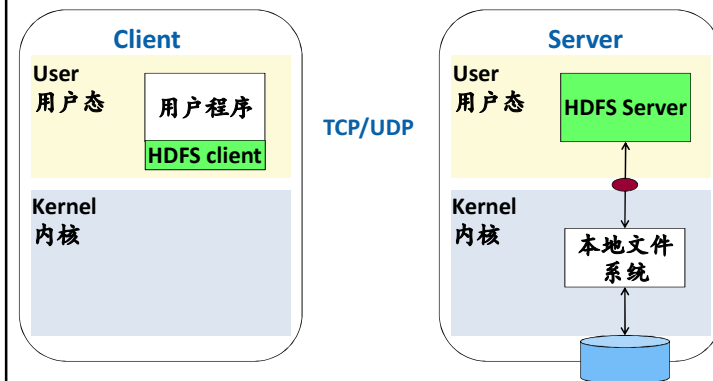 Client
User
用户态
用户程序
HDFS client
Kernel
内核
TCP/UDP
Server
User
用户态
HDFS Server
Kernel
内核
本地文件
系统